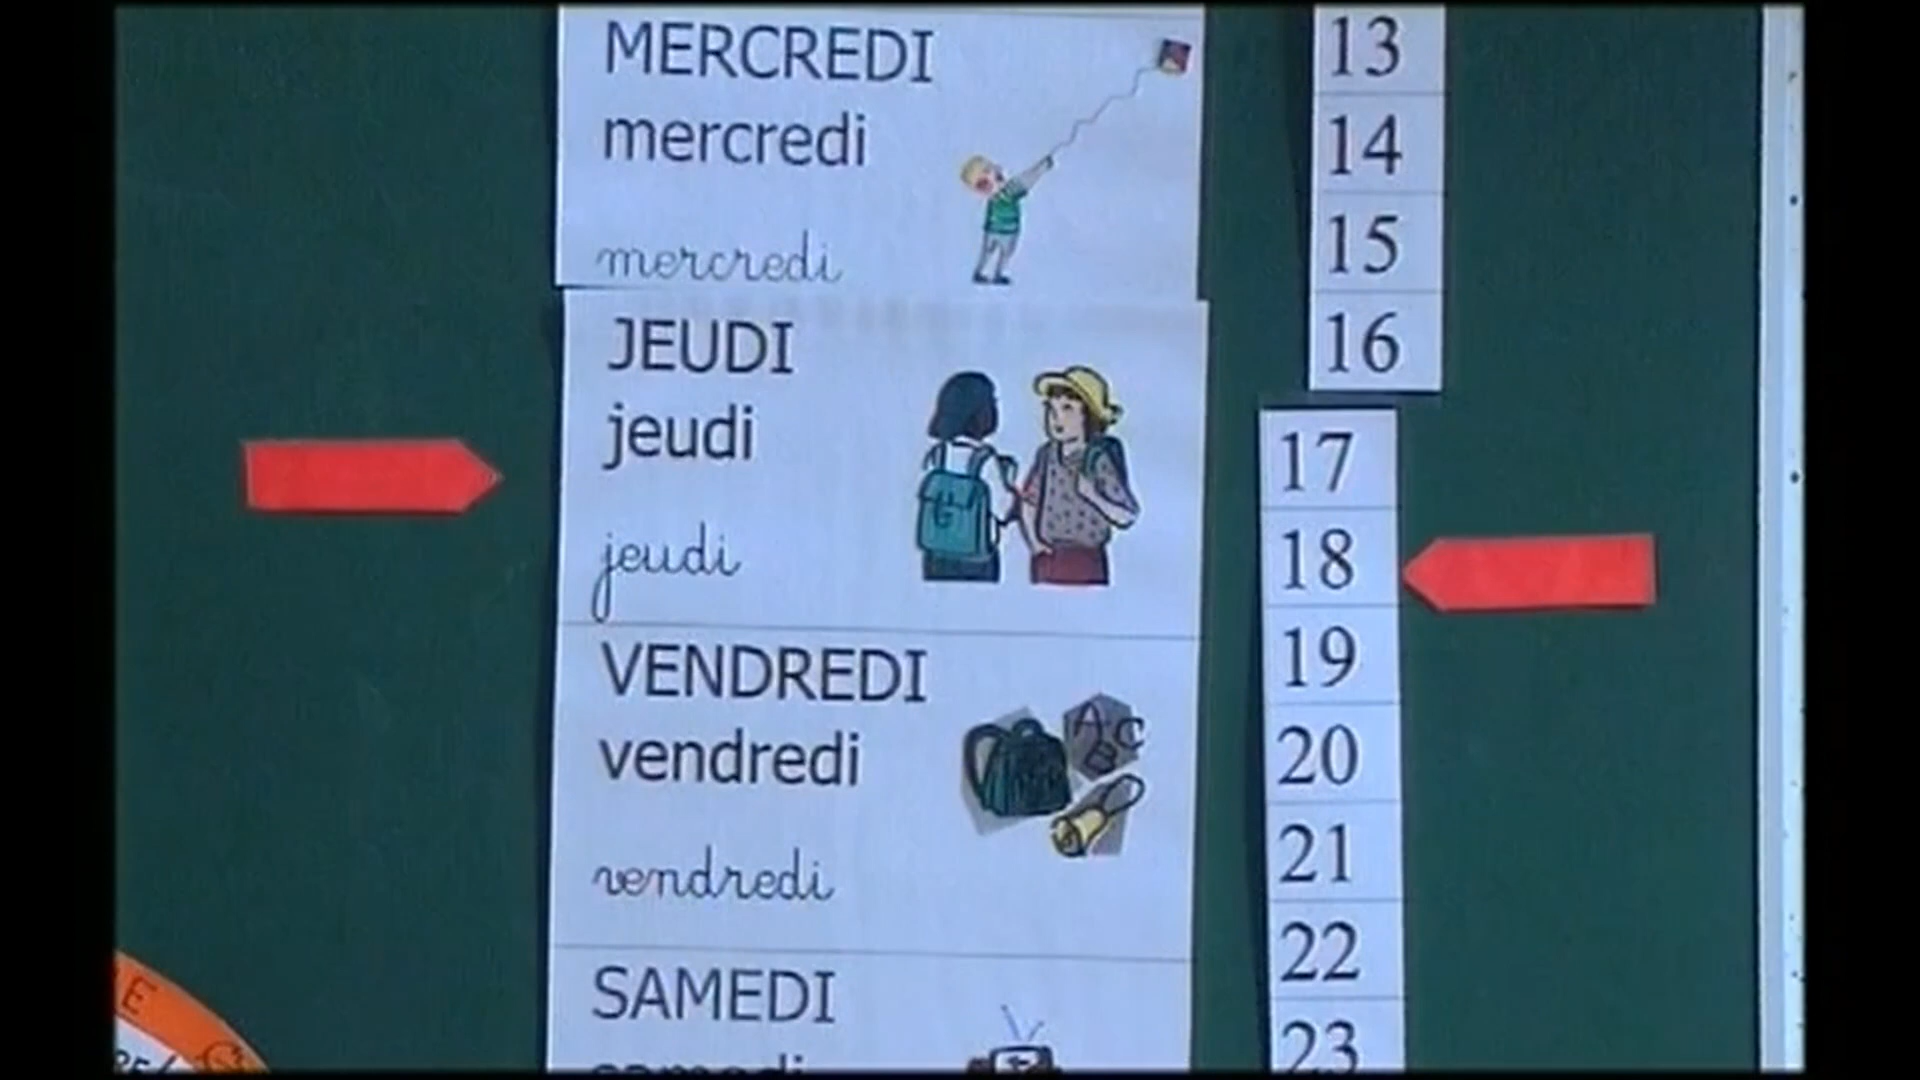 MERCREDI
mercredi
mercredi
JEUDI
jeudi
jeudi
VENDREDI
vendredi
vendredi
A
B C
SAMEDI
samedi
13
14
15
16
17
18
19
20
21
22
23